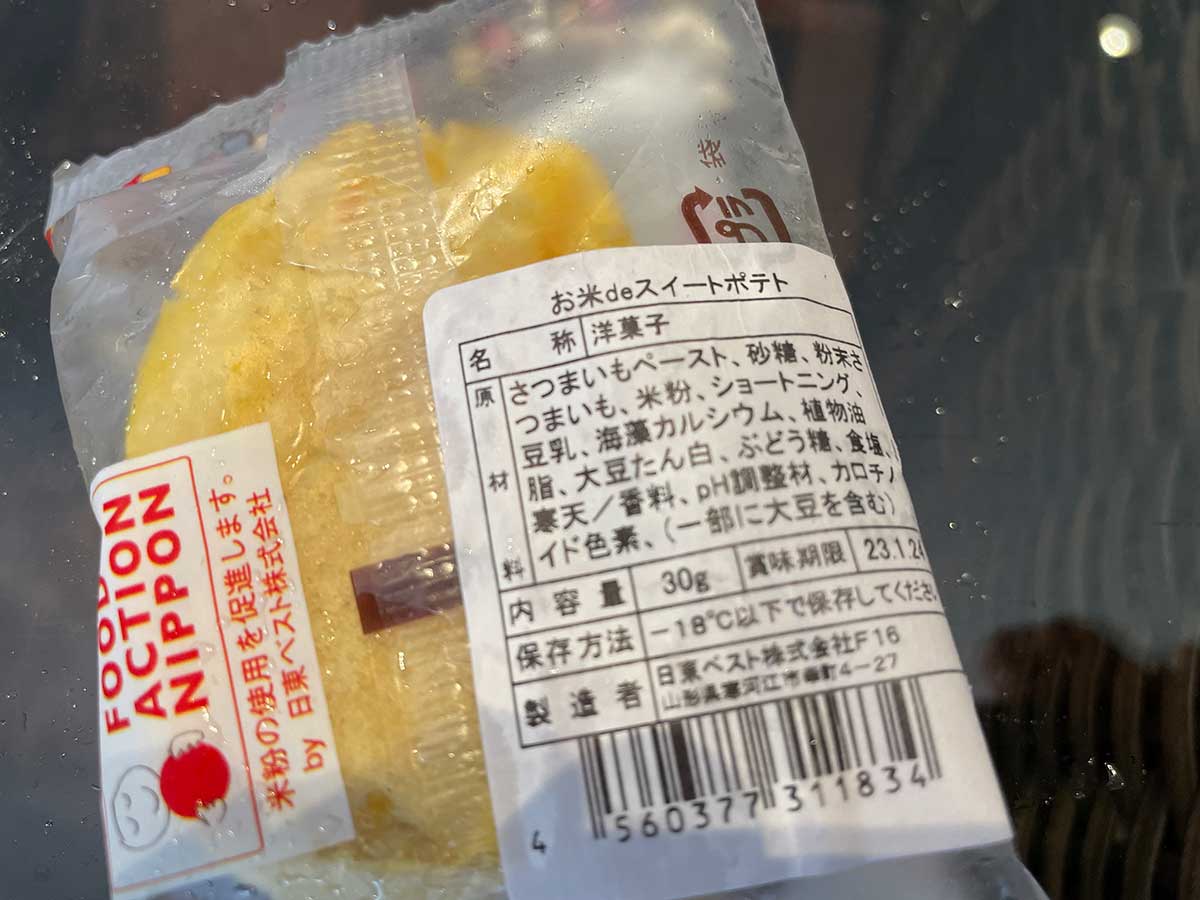 袋
プラ
お米deスイートポテト
名 称 洋菓子
原材料 さつまいもペースト、砂糖、粉末さ
つまいも、米粉、ショートニング、
豆乳、海藻カルシウム、植物油
脂、大豆たん白、ぶどう糖、食塩、
寒天／香料、pH調整材、カロチノ
イド色素、(一部に大豆を含む)
内容量 30g 賞味期限 23.1.24
保存方法 -18℃以下で保存してくださ
製造者 日東ベスト株式会社F16
山形県寒河江市幸町4-27
4 560377 311834
FOOD
ACTION
NIPPON
米粉の使用を促進します。
by 日東ベスト株式会社